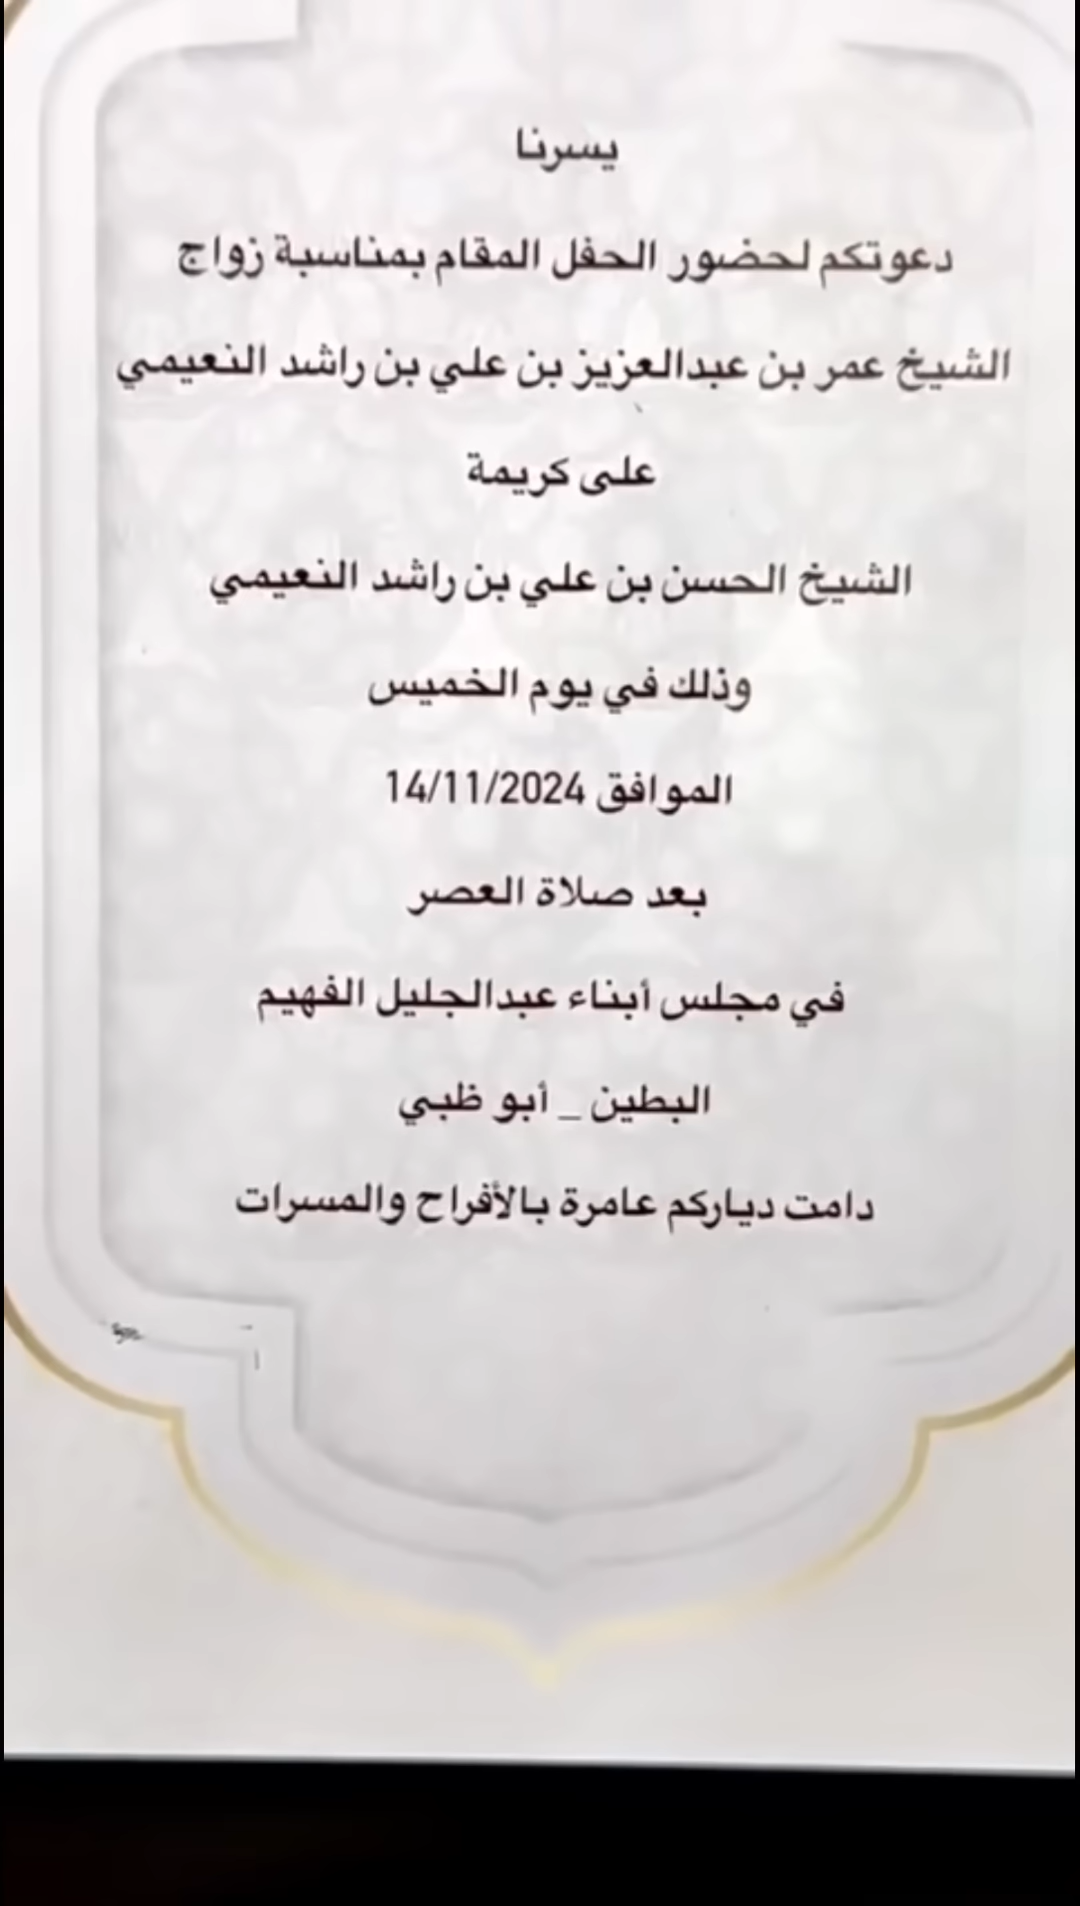 يسرنا
دعوتكم لحضور الحفل المقام بمناسبة زواج
الشيخ عمر بن عبدالعزيز بن علي بن راشد النعيمي
على كريمة
الشيخ الحسن بن علي بن راشد النعيمي
وذلك في يوم الخميس
الموافق 14/11/2024
بعد صلاة العصر
في مجلس أبناء عبدالجليل الفهيم
البطين _ أبو ظبي
دامت دياركم عامرة بالأفراح والمسرات